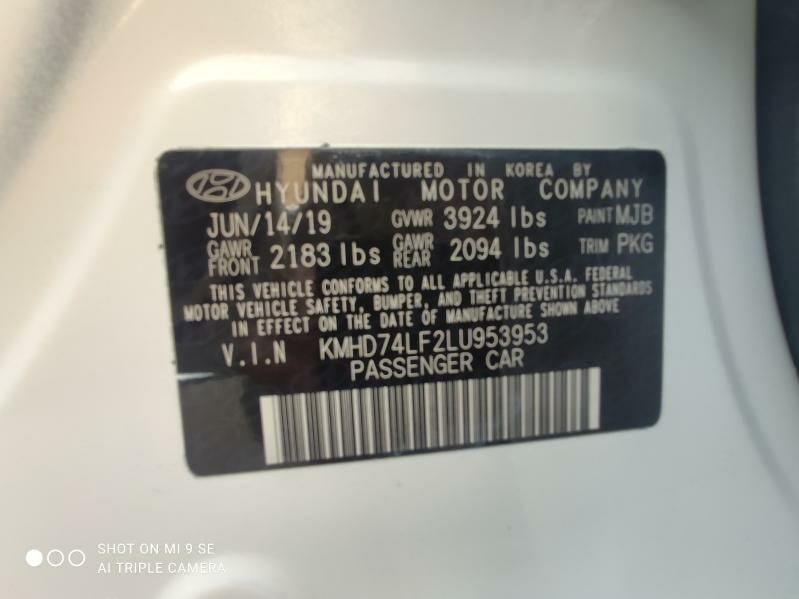 MANUFACTURED IN KOREA BY
HYUNDAI MOTOR COMPANY
JUN/14/19 GVWR 3924 lbs PAINT MJB
GAWR FRONT 2183 lbs GAWR REAR 2094 lbs TRIM PKG
THIS VEHICLE CONFORMS TO ALL APPLICABLE U.S.A. FEDERAL
MOTOR VEHICLE SAFETY, BUMPER, AND THEFT PREVENTION STANDARDS
IN EFFECT ON THE DATE OF MANUFACTURE SHOWN ABOVE
V.I.N KMHD74LF2LU953953
PASSENGER CAR
SHOT ON MI 9 SE
AI TRIPLE CAMERA